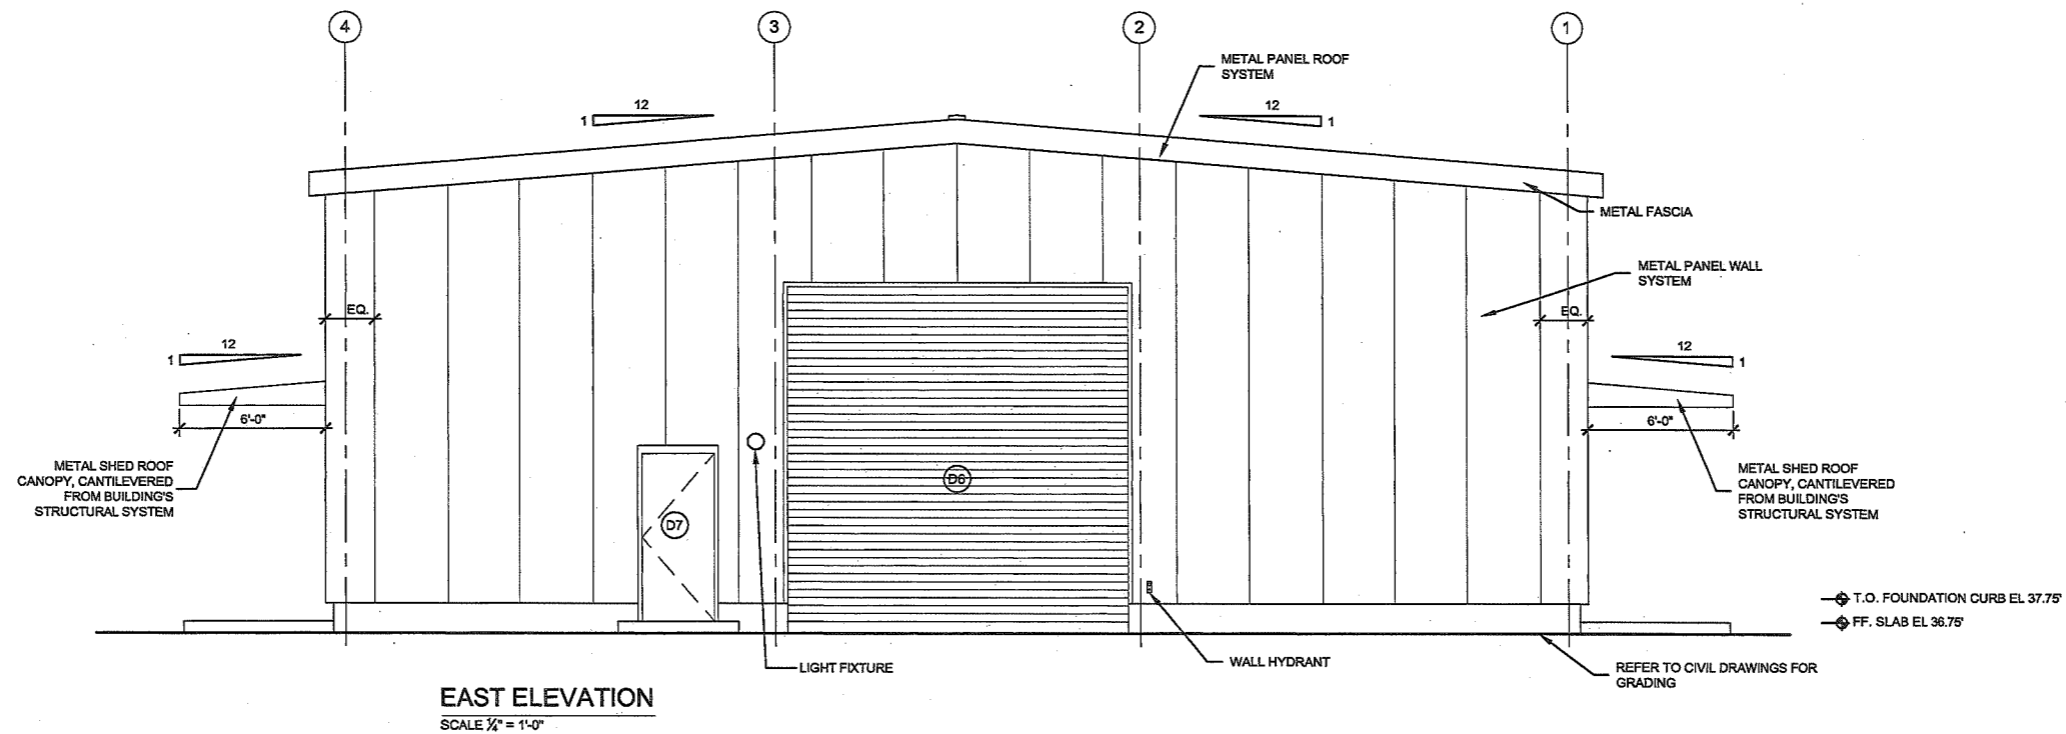 4
3
2
1
METAL PANEL ROOF
SYSTEM
12
1
12
1
METAL FASCIA
METAL PANEL WALL
SYSTEM
EQ.
EQ.
12
1
12
1
6'-0"
6'-0"
METAL SHED ROOF
CANOPY, CANTILEVERED
FROM BUILDING'S
STRUCTURAL SYSTEM
METAL SHED ROOF
CANOPY, CANTILEVERED
FROM BUILDING'S
STRUCTURAL SYSTEM
D6
D7
T.O. FOUNDATION CURB EL 37.75'
FF. SLAB EL 36.75'
LIGHT FIXTURE
WALL HYDRANT
REFER TO CIVIL DRAWINGS FOR
GRADING
EAST ELEVATION
SCALE ¼" = 1'-0"